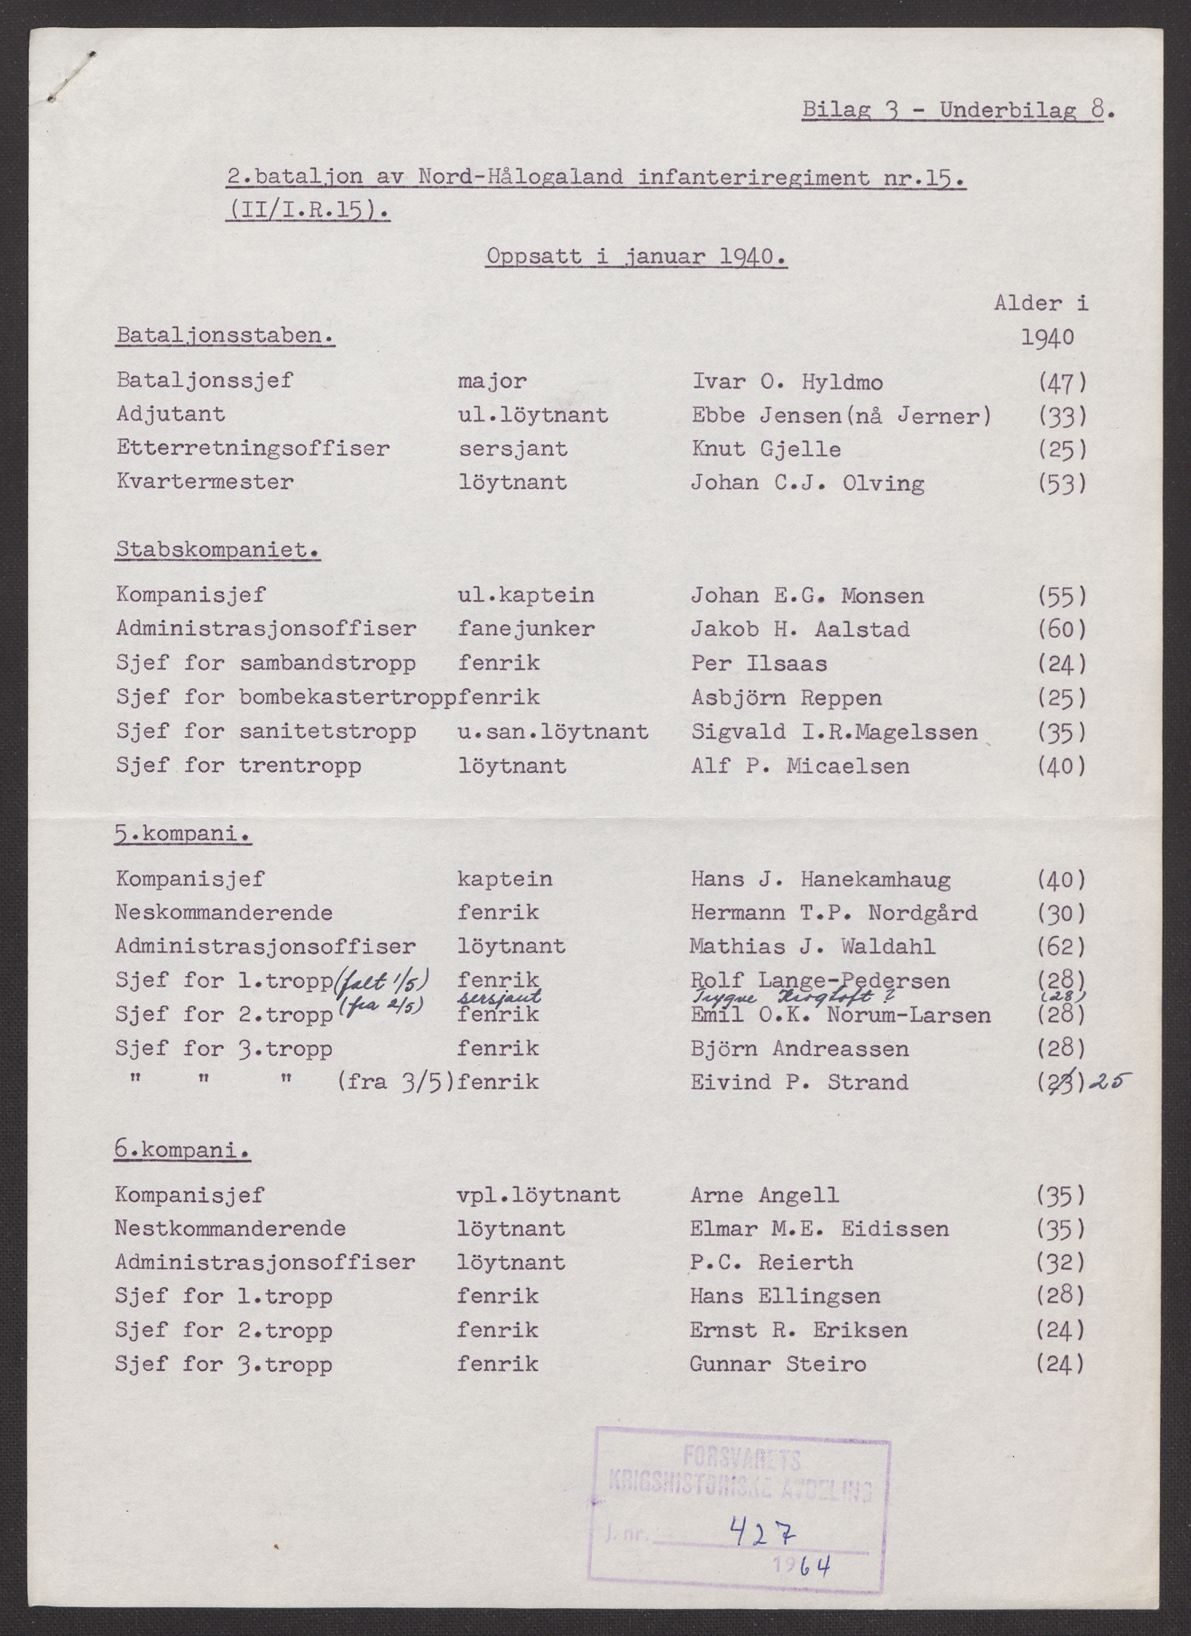 Bilag 3 - Underbilag 8.
2.bataljon av Nord-Hålogaland infanteriregiment nr.15.
(II/I.R.15).
Oppsatt i januar 1940.
Alder i
Bataljonsstaben. 1940
Bataljonssjef major Ivar O. Hyldmo (47)
Adjutant ul.löytnant Ebbe Jensen(nå Jerner) (33)
Etterretningsoffiser sersjant Knut Gjelle (25)
Kvartermester löytnant Johan C.J. Olving (53)
Stabskompaniet.
Kompanisjef ul.kaptein Johan E.G. Monsen (55)
Administrasjonsoffiser fanejunker Jakob H. Aalstad (60)
Sjef for sambandstropp fenrik Per Ilsaas (24)
Sjef for bombekastertroppfenrik Asbjörn Reppen (25)
Sjef for sanitetstropp u.san.löytnant Sigvald I.R.Magelssen (35)
Sjef for trentropp löytnant Alf P. Micaelsen (40)
5.kompani.
Kompanisjef kaptein Hans J. Hanekamhaug (40)
Neskommanderende fenrik Hermann T.P. Nordgård (30)
Administrasjonsoffiser löytnant Mathias J. Waldahl (62)
Sjef for 1.tropp(falt 1/5) fenrik Rolf Lange-Pedersen (28)
(fra 2/5) sersjant Trygve ? (28)
Sjef for 2.tropp fenrik Emil O.K. Norum-Larsen (28)
Sjef for 3.tropp fenrik Björn Andreassen (28)
" " " (fra 3/5)fenrik Eivind P. Strand (23) 25
6.kompani.
Kompanisjef vpl.löytnant Arne Angell (35)
Nestkommanderende löytnant Elmar M.E. Eidissen (35)
Administrasjonsoffiser löytnant P.C. Reierth (32)
Sjef for 1.tropp fenrik Hans Ellingsen (28)
Sjef for 2.tropp fenrik Ernst R. Eriksen (24)
Sjef for 3.tropp fenrik Gunnar Steiro (24)
FORSVARETS
KRIGSHISTORISKE AVDELING
J. nr. 427
1964